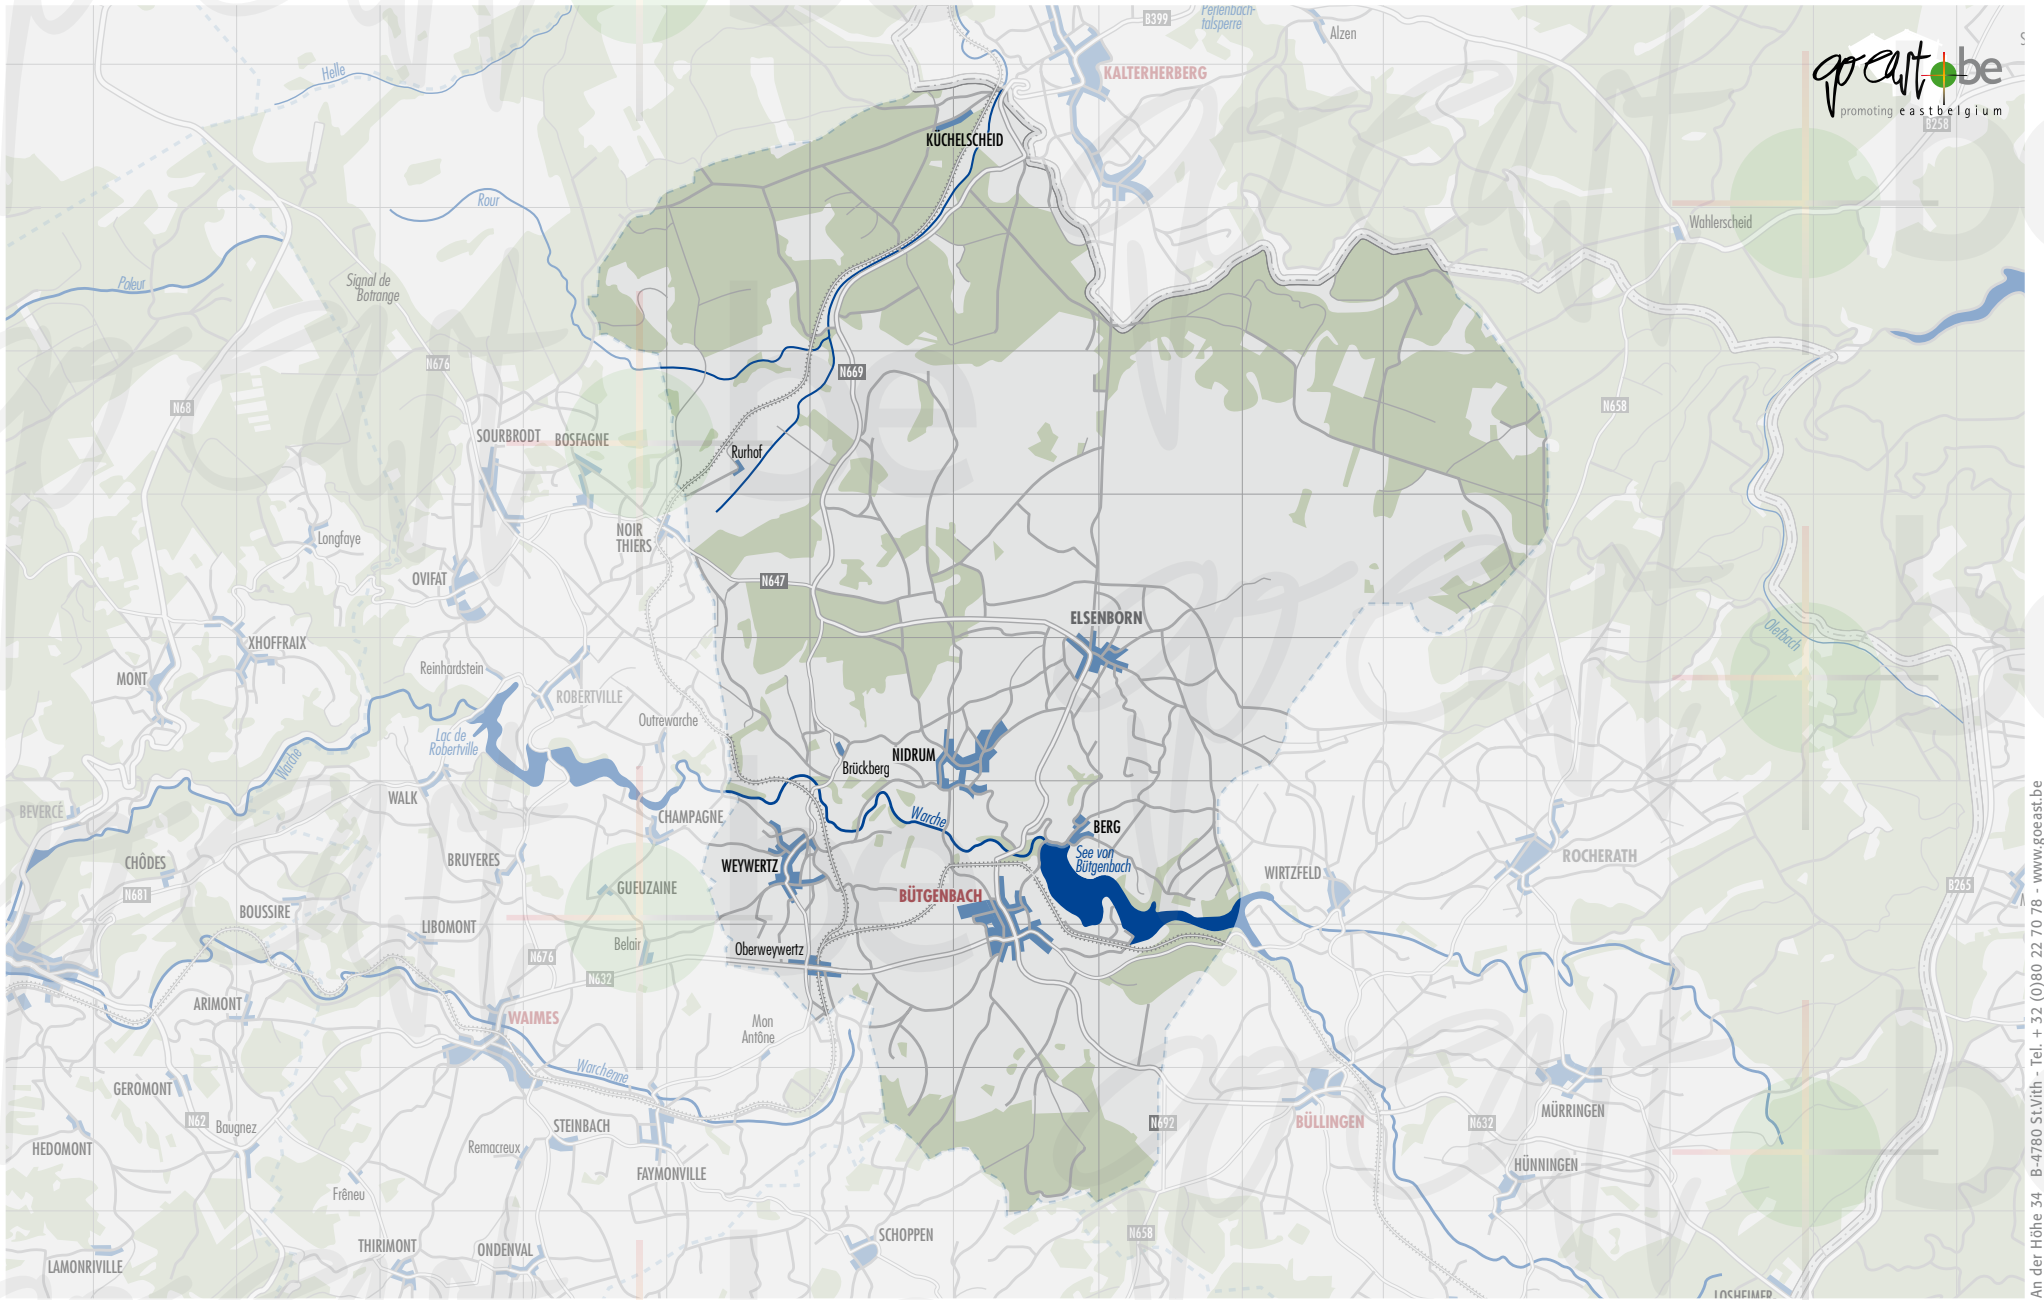 B399
Perlenbach-
talsperre
Alzen
go east be
promoting eastbelgium
B258
Helle
KALTERHERBERG
KÜCHELSCHEID
Rour
Wahlerscheid
Poleur
Signal de
Botrange
N676
N669
N68
N658
SOURBRODT
BOSFAGNE
Rurhof
NOIR
THIERS
Longfaye
OVIFAT
N647
ELSENBORN
Olefbach
XHOFFRAIX
MONT
Reinhardstein
ROBERTVILLE
Outrewarche
Lac de
Robertville
Warche
NIDRUM
Brückberg
WALK
BEVERCÉ
CHAMPAGNE
Warche
BERG
See von
Bütgenbach
CHÔDES
BRUYERES
WEYWERTZ
ROCHERATH
WIRTZFELD
N681
GUEUZAINE
BÜTGENBACH
B265
BOUSSIRE
LIBOMONT
Belair
Oberweywertz
N676
N632
ARIMONT
WAIMES
Mon
Antône
Warchenne
GEROMONT
N62
Baugnez
STEINBACH
N692
BÜLLINGEN
N632
MÜRRINGEN
HEDOMONT
Remacreux
FAYMONVILLE
HÜNNINGEN
Frêneu
N658
SCHOPPEN
THIRIMONT
ONDENVAL
LAMONRIVILLE
LOSHEIMER
An der Höhe 34 B-4780 St.Vith - Tel. + 32 (0)80 22 70 78 - www.goeast.be